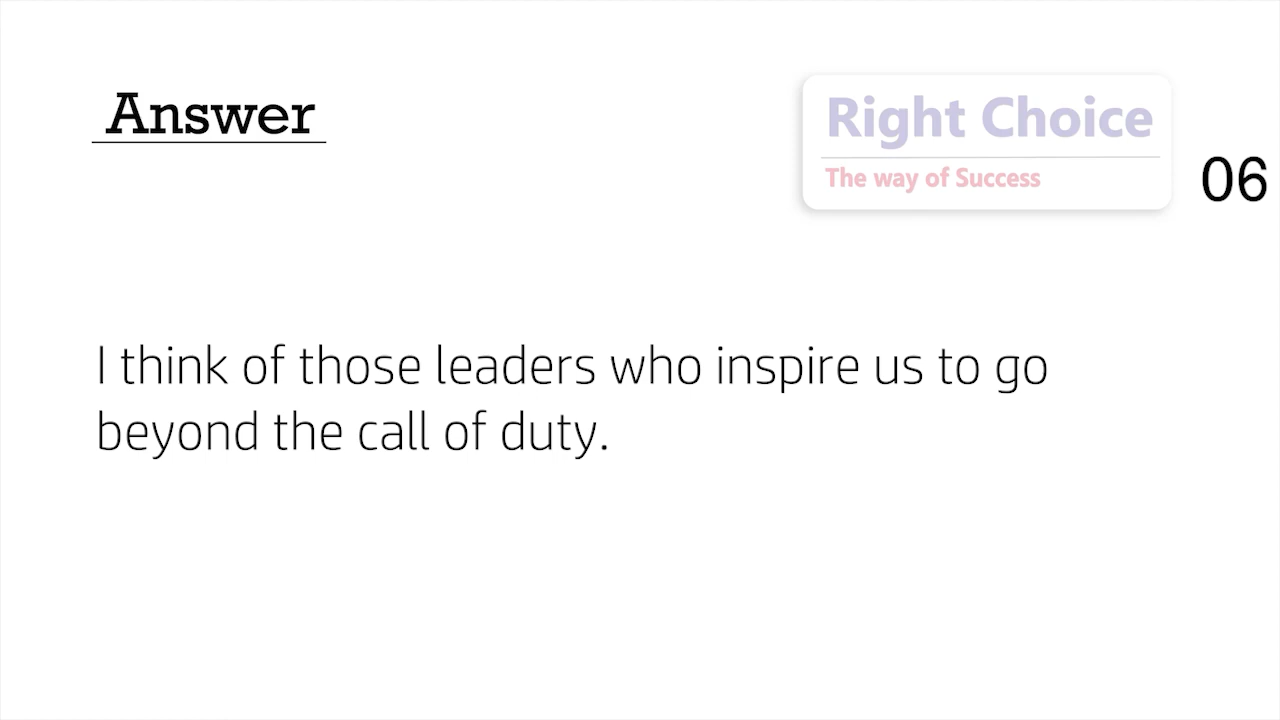 Answer
Right Choice
The way of Success
06
I think of those leaders who inspire us to go
beyond the call of duty.